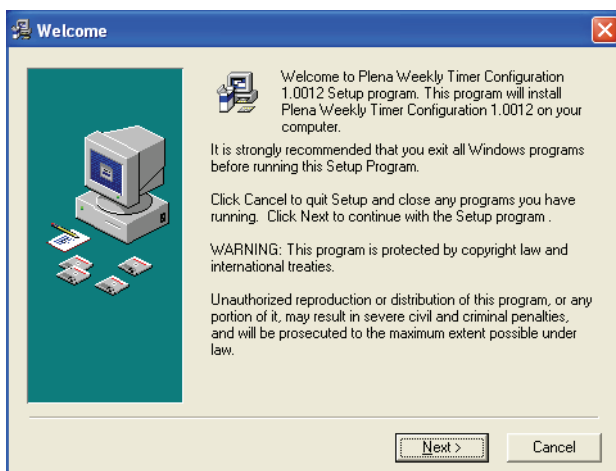 Welcome
Welcome to Plena Weekly Timer Configuration
1.0012 Setup program. This program will install
Plena Weekly Timer Configuration 1.0012 on your
computer.
It is strongly recommended that you exit all Windows programs
before running this Setup Program.
Click Cancel to quit Setup and close any programs you have
running. Click Next to continue with the Setup program .
WARNING: This program is protected by copyright law and
international treaties.
Unauthorized reproduction or distribution of this program, or any
portion of it, may result in severe civil and criminal penalties,
and will be prosecuted to the maximum extent possible under
law.
Next >
Cancel